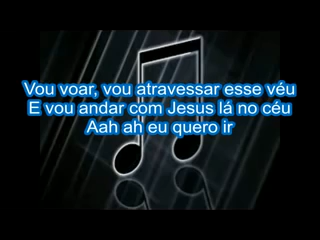 Vou voar, vou atravessar esse véu
E vou andar com Jesus lá no céu
Aah ah eu quero ir